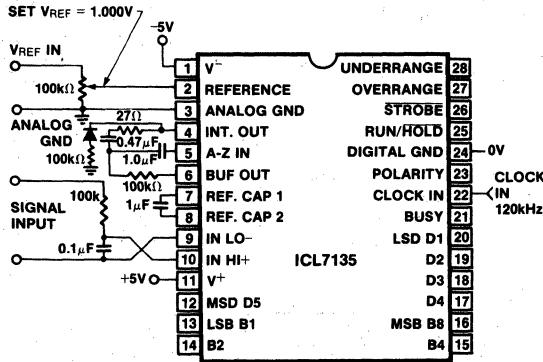 SET VREF = 1.000V
-5V
VREF IN
100kΩ
ANALOG
GND
27Ω
0.47μF
100kΩ
1.0μF
100kΩ
100k
1μF
SIGNAL
INPUT
0.1μF
+5V
1 V-
2 REFERENCE
3 ANALOG GND
4 INT. OUT
5 A-Z IN
6 BUF OUT
7 REF. CAP 1
8 REF. CAP 2
9 IN LO-
10 IN HI+
11 V+
12 MSD D5
13 LSB B1
14 B2
ICL7135
UNDERRANGE 28
OVERRANGE 27
STROBE 26
RUN/HOLD 25
DIGITAL GND 24
POLARITY 23
CLOCK IN 22
BUSY 21
LSD D1 20
D2 19
D3 18
D4 17
MSB B8 16
B4 15
0V
CLOCK
IN
120kHz